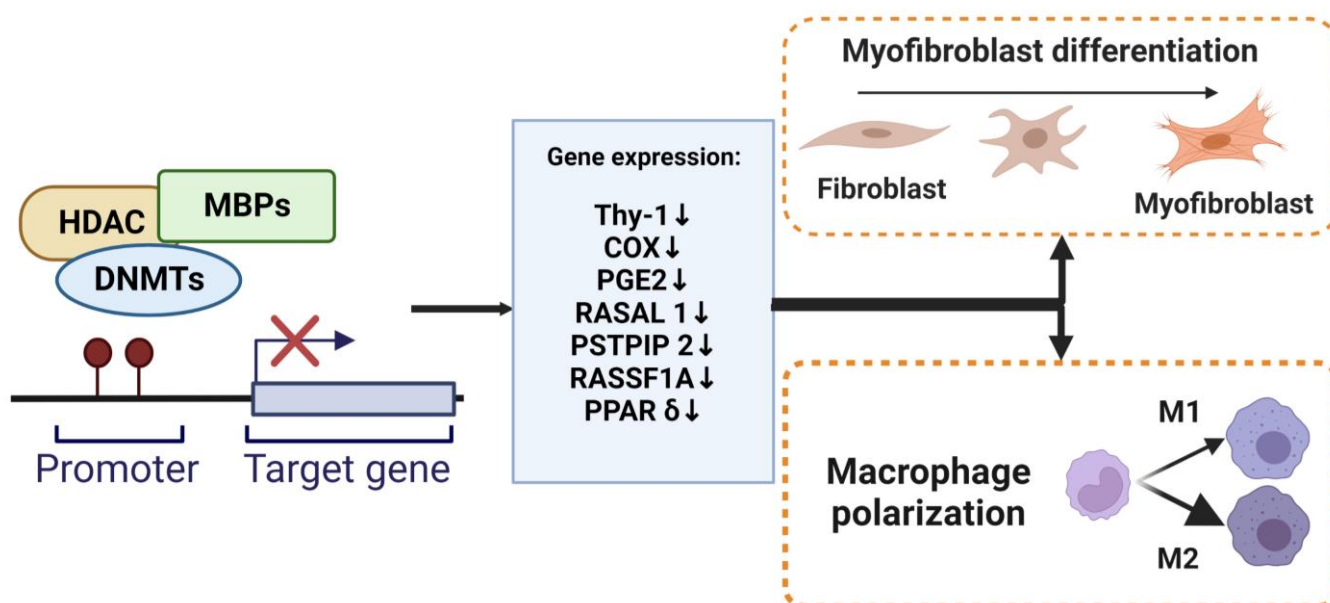 HDAC
MBPs
DNMTs
Promoter
Target gene
Gene expression:
Thy-1↓
COX↓
PGE2↓
RASAL 1↓
PSTPIP 2↓
RASSF1A↓
PPAR δ↓
Myofibroblast differentiation
Fibroblast
Myofibroblast
Macrophage
polarization
M1
M2